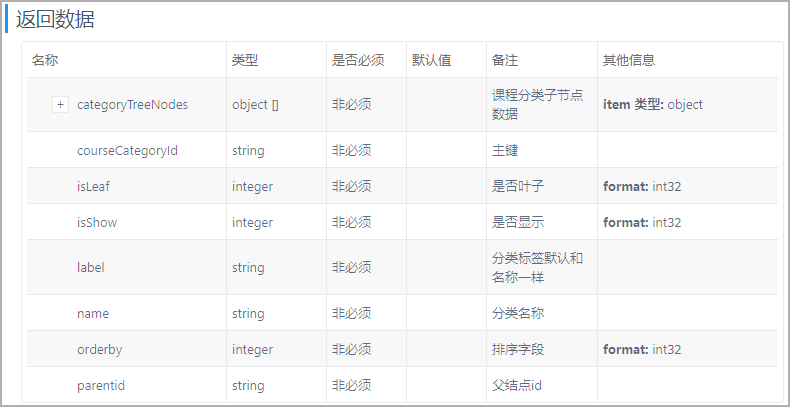 返回数据
名称 类型 是否必须 默认值 备注 其他信息
+ categoryTreeNodes object [] 非必须 课程分类子节点 item 类型: object
数据
courseCategoryId string 非必须 主键
isLeaf integer 非必须 是否叶子 format: int32
isShow integer 非必须 是否显示 format: int32
label string 非必须 分类标签默认和
名称一样
name string 非必须 分类名称
orderby integer 非必须 排序字段 format: int32
parentid string 非必须 父结点id